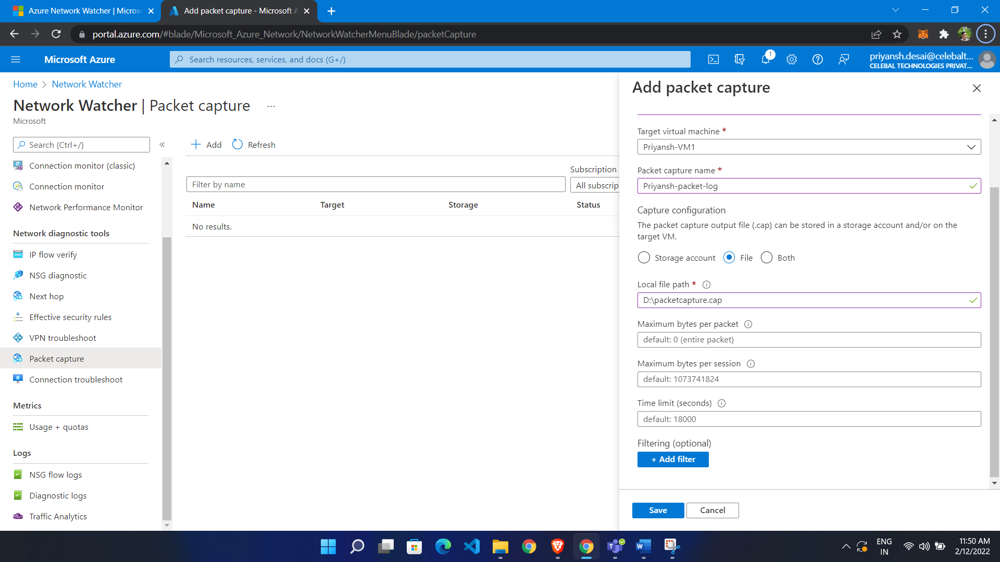 Azure Network Watcher | Micros
Add packet capture - Microsoft A
portal.azure.com/#blade/Microsoft_Azure_Network/NetworkWatcherMenuBlade/packetCapture
Microsoft Azure
Search resources, services, and docs (G+/)
1
priyansh.desai@celebalt...
CELEBAL TECHNOLOGIES PRIVAT...
Home > Network Watcher
Network Watcher | Packet capture ...
Microsoft
Search (Ctrl+/)
«
Connection monitor (classic)
Connection monitor
Network Performance Monitor
Network diagnostic tools
IP flow verify
NSG diagnostic
Next hop
Effective security rules
VPN troubleshoot
Packet capture
Connection troubleshoot
Metrics
Usage + quotas
Logs
NSG flow logs
Diagnostic logs
Traffic Analytics
Add
Refresh
Subscription
Filter by name
All subscrip
Name Target Storage Status
No results.
Add packet capture
Target virtual machine *
Priyansh-VM1
Packet capture name *
Priyansh-packet-log
Capture configuration
The packet capture output file (.cap) can be stored in a storage account and/or on the
target VM.
Storage account File Both
Local file path *
D:\packetcapture.cap
Maximum bytes per packet
default: 0 (entire packet)
Maximum bytes per session
default: 1073741824
Time limit (seconds)
default: 18000
Filtering (optional)
+ Add filter
Save
Cancel
ENG
IN
11:50 AM
2/12/2022